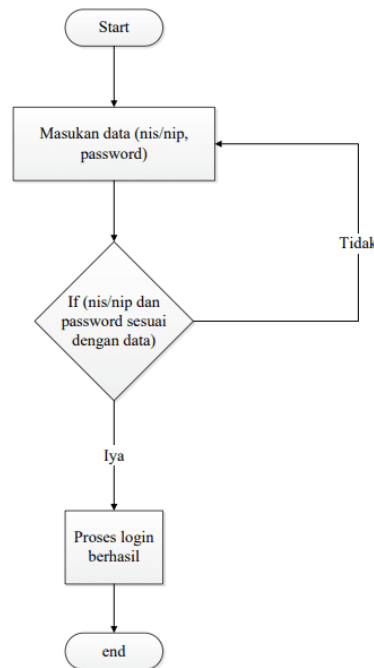 Start
Masukan data (nis/nip,
password)
Tidak
If (nis/nip dan
password sesuai
dengan data)
Iya
Proses login
berhasil
end